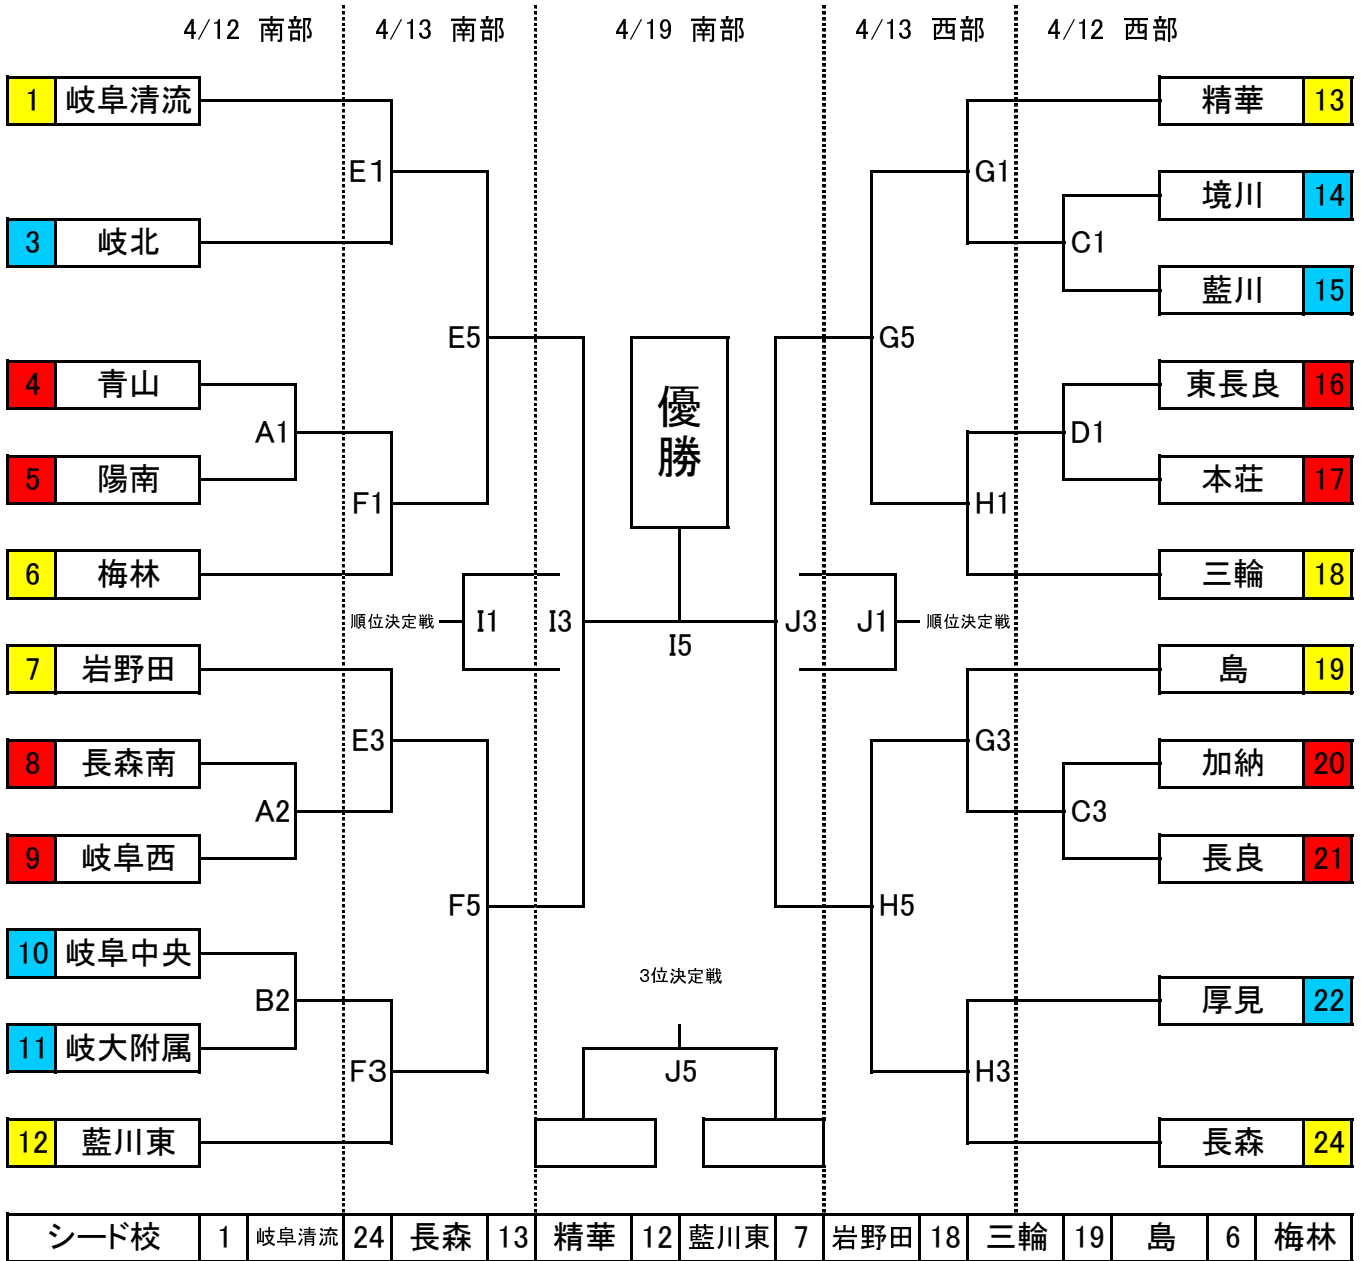 4/12 南部 4/13 南部 4/19 南部 4/13 西部 4/12 西部
1 岐阜清流 精華 13
E1 G1
境川 14
3 岐北 C1
藍川 15
E5 G5
4 青山 優勝 東長良 16
A1 D1
5 陽南 本荘 17
F1 H1
6 梅林 三輪 18
順位決定戦 I1 I3 I5 J3 J1 順位決定戦
7 岩野田 島 19
E3 G3
8 長森南 加納 20
A2 C3
9 岐阜西 長良 21
F5 H5
10 岐阜中央
3位決定戦
B2 厚見 22
11 岐大附属
F3 J5 H3
12 藍川東 長森 24
シード校 1 岐阜清流 24 長森 13 精華 12 藍川東 7 岩野田 18 三輪 19 島 6 梅林